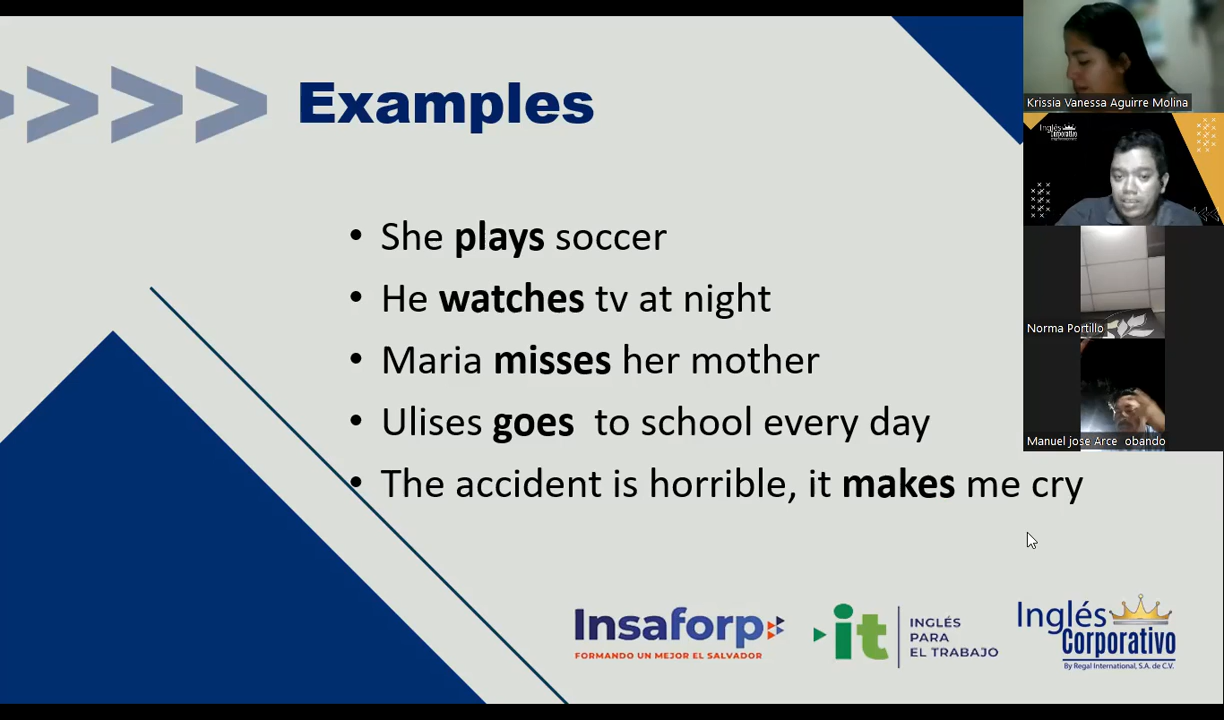 Examples
• She plays soccer
• He watches tv at night
• Maria misses her mother
• Ulises goes to school every day
• The accident is horrible, it makes me cry
Krissia Vanessa Aguirre Molina
Inglés
Corporativo
Norma Portillo
Manuel jose Arce obando
Insaforp
FORMANDO UN MEJOR EL SALVADOR
it
INGLÉS
PARA
EL TRABAJO
Inglés
Corporativo
By Regal International, S.A. de C.V.